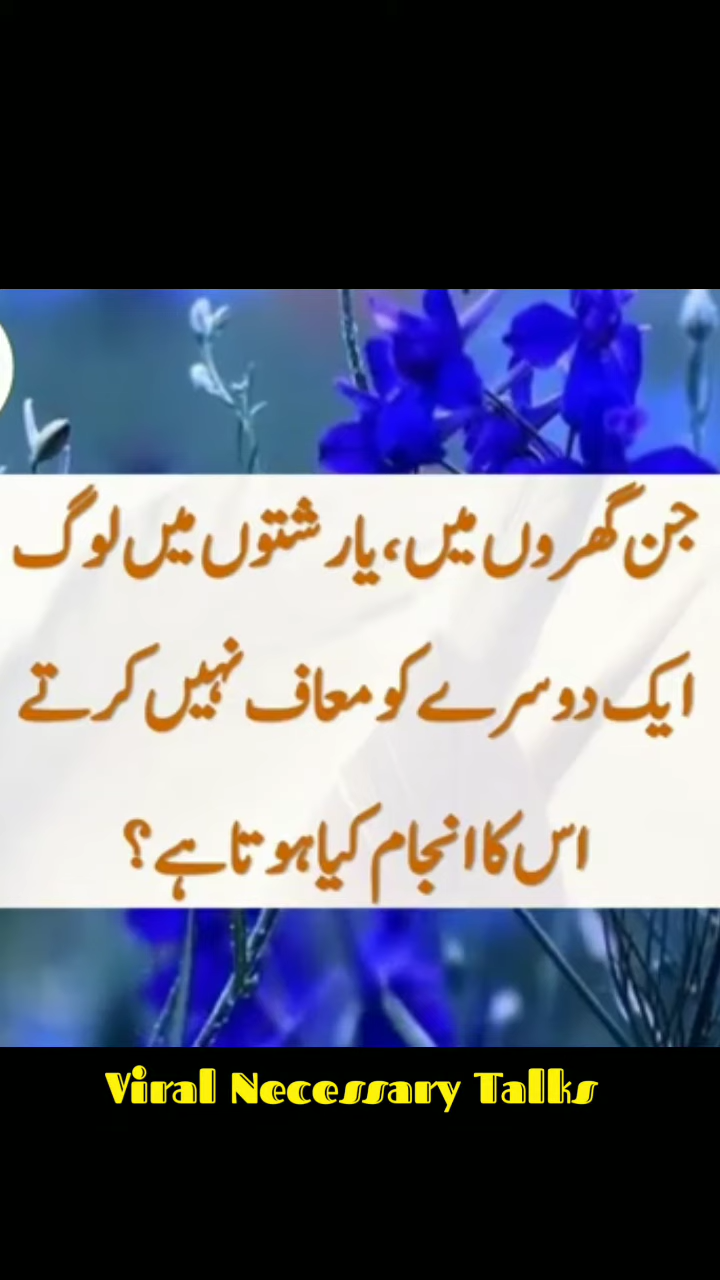 جن گھروں میں، یا رشتوں میں لوگ
ایک دوسرے کو معاف نہیں کرتے
اس کا انجام کیا ہوتا ہے؟
Viral Necessary Talks